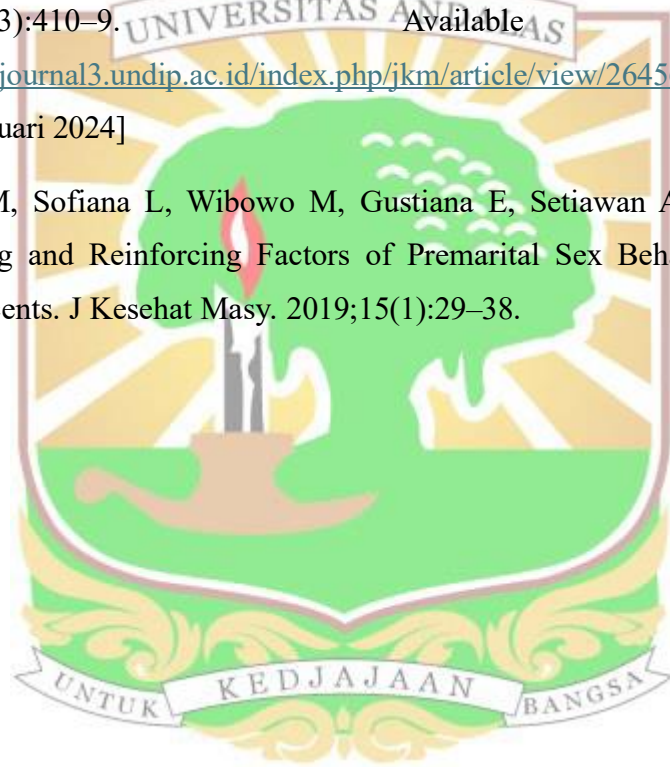 UNIVERSITAS ANDALAS
3):410–9. Available
journal3.undip.ac.id/index.php/jkm/article/view/2645
uari 2024]
M, Sofiana L, Wibowo M, Gustiana E, Setiawan A
g and Reinforcing Factors of Premarital Sex Beha
ents. J Kesehat Masy. 2019;15(1):29–38.
UNTUK KEDJAJAAN BANGSA